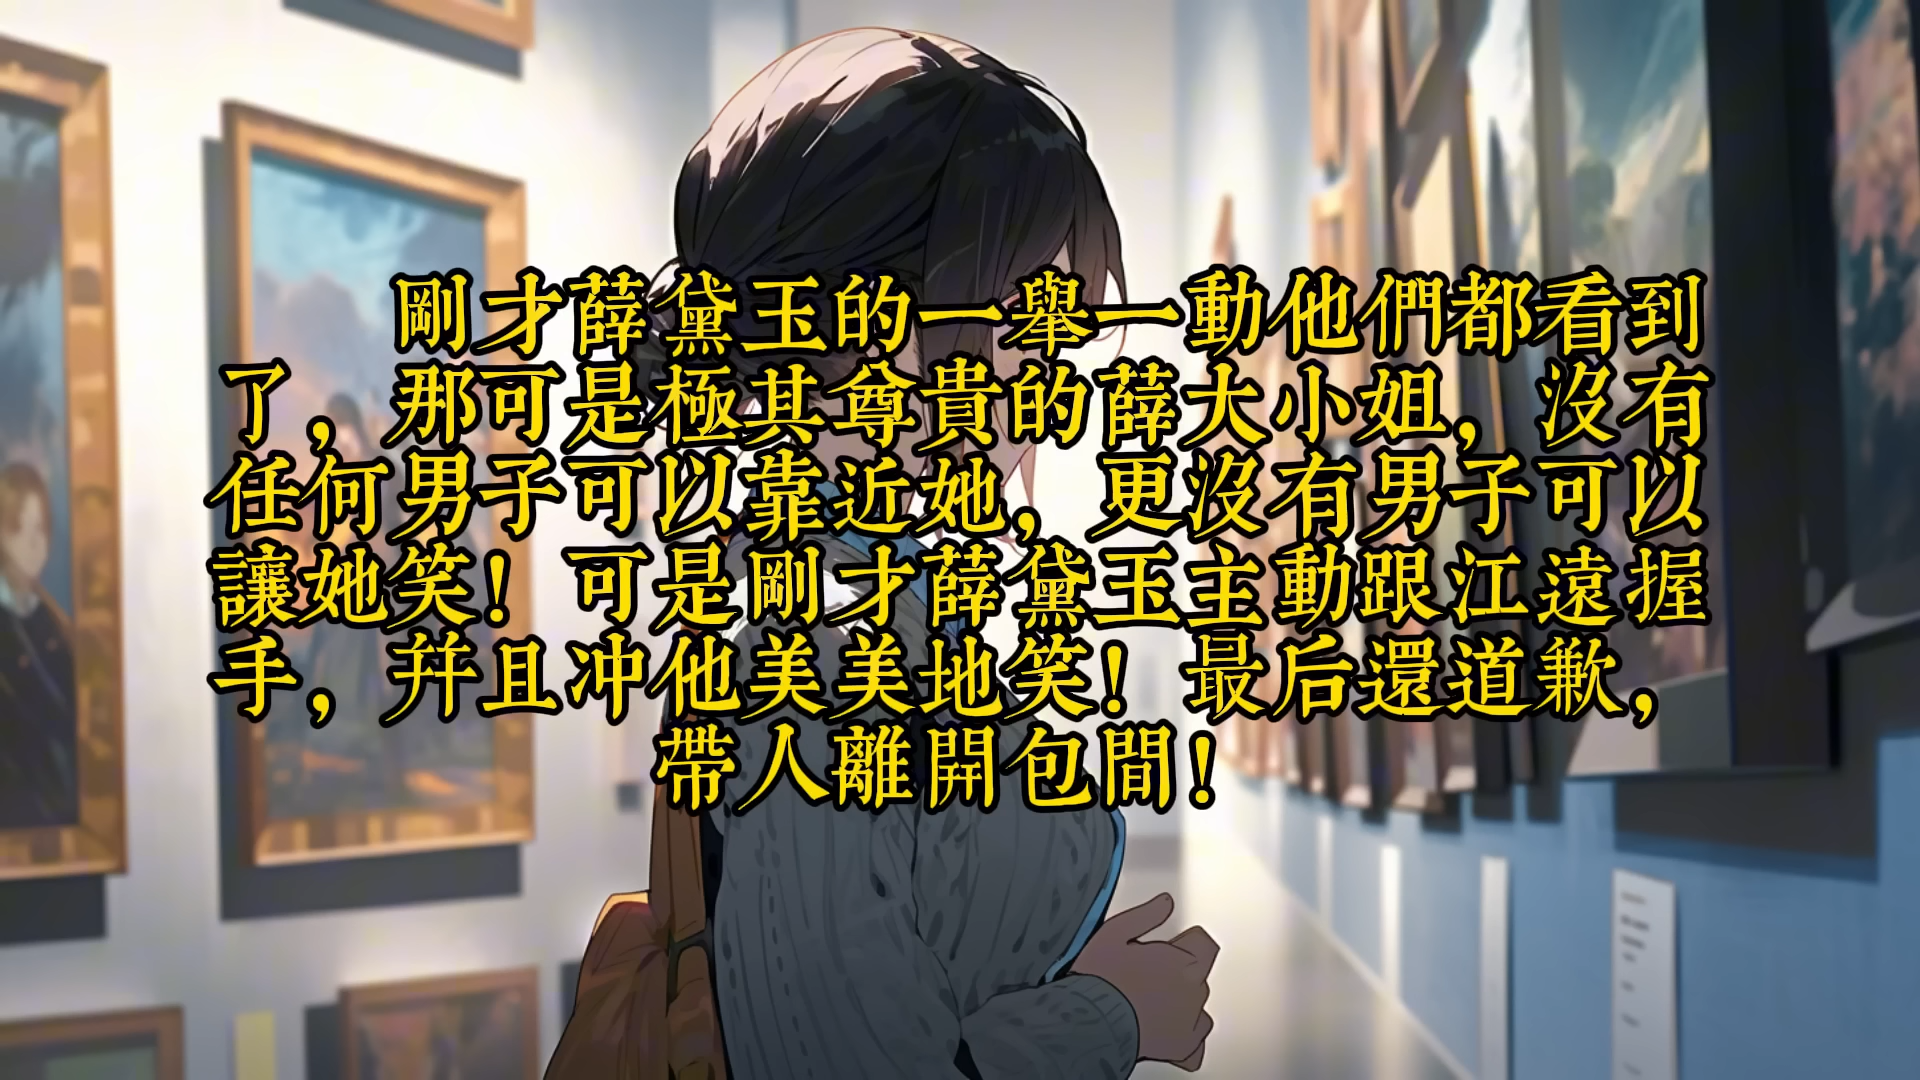 剛才薛黛玉的一舉一動他們都看到
了，那可是極其尊貴的薛大小姐，沒有
任何男子可以靠近她，更沒有男子可以
讓她笑！可是剛才薛黛玉主動跟江遠握
手，并且冲他美美地笑！最后還道歉，
帶人離開包間！